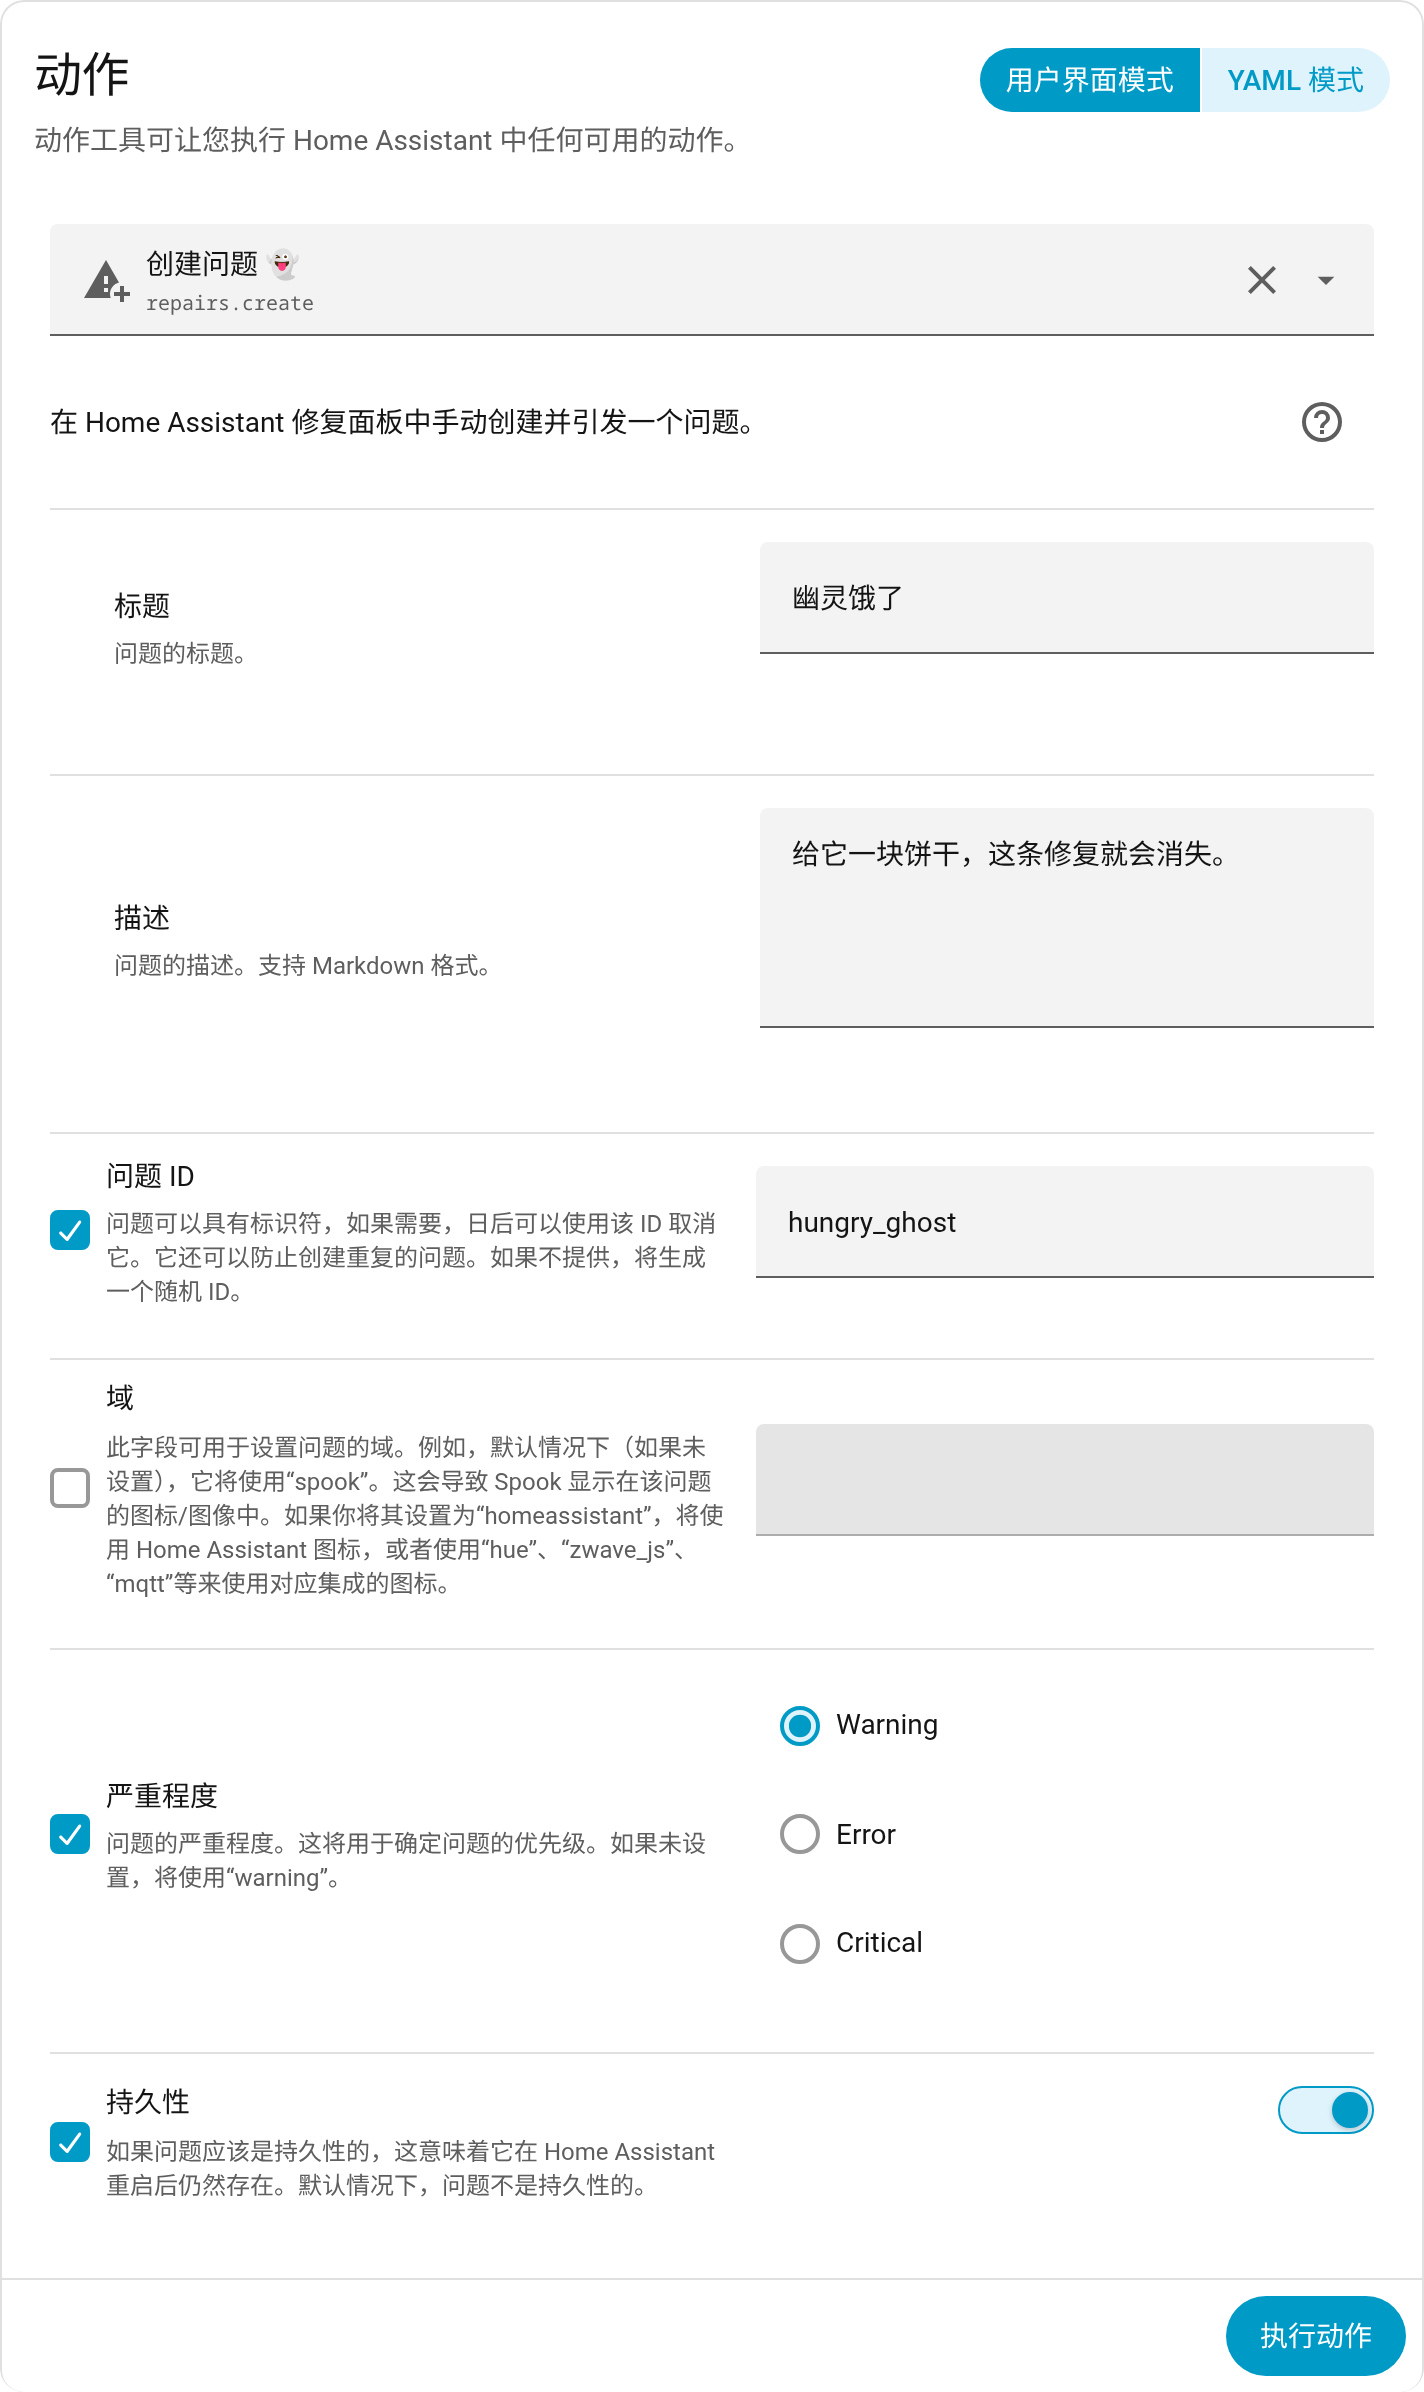 动作
用户界面模式
YAML 模式
动作工具可让您执行 Home Assistant 中任何可用的动作。
创建问题 👻
repairs.create
在 Home Assistant 修复面板中手动创建并引发一个问题。
标题
问题的标题。
幽灵饿了
描述
问题的描述。支持 Markdown 格式。
给它一块饼干，这条修复就会消失。
问题 ID
问题可以具有标识符，如果需要，日后可以使用该 ID 取消
它。它还可以防止创建重复的问题。如果不提供，将生成
一个随机 ID。
hungry_ghost
域
此字段可用于设置问题的域。例如，默认情况下（如果未
设置），它将使用“spook”。这会导致 Spook 显示在该问题
的图标/图像中。如果你将其设置为“homeassistant”，将使
用 Home Assistant 图标，或者使用“hue”、“zwave_js”、
“mqtt”等来使用对应集成的图标。
严重程度
问题的严重程度。这将用于确定问题的优先级。如果未设
置，将使用“warning”。
Warning
Error
Critical
持久性
如果问题应该是持久性的，这意味着它在 Home Assistant
重启后仍然存在。默认情况下，问题不是持久性的。
执行动作